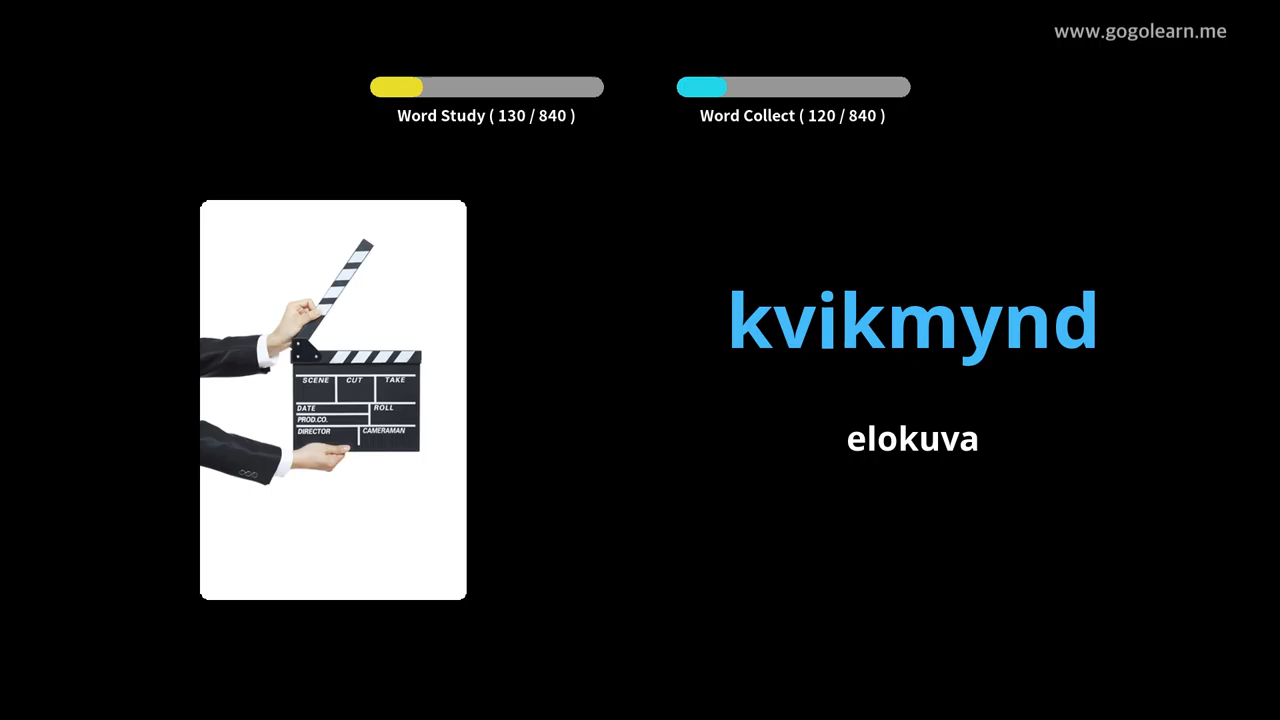 www.gogolearn.me
Word Study ( 130 / 840 )
Word Collect ( 120 / 840 )
SCENE CUT TAKE
DATE ROLL
PROD.CO.
DIRECTOR CAMERAMAN
kvikmynd
elokuva